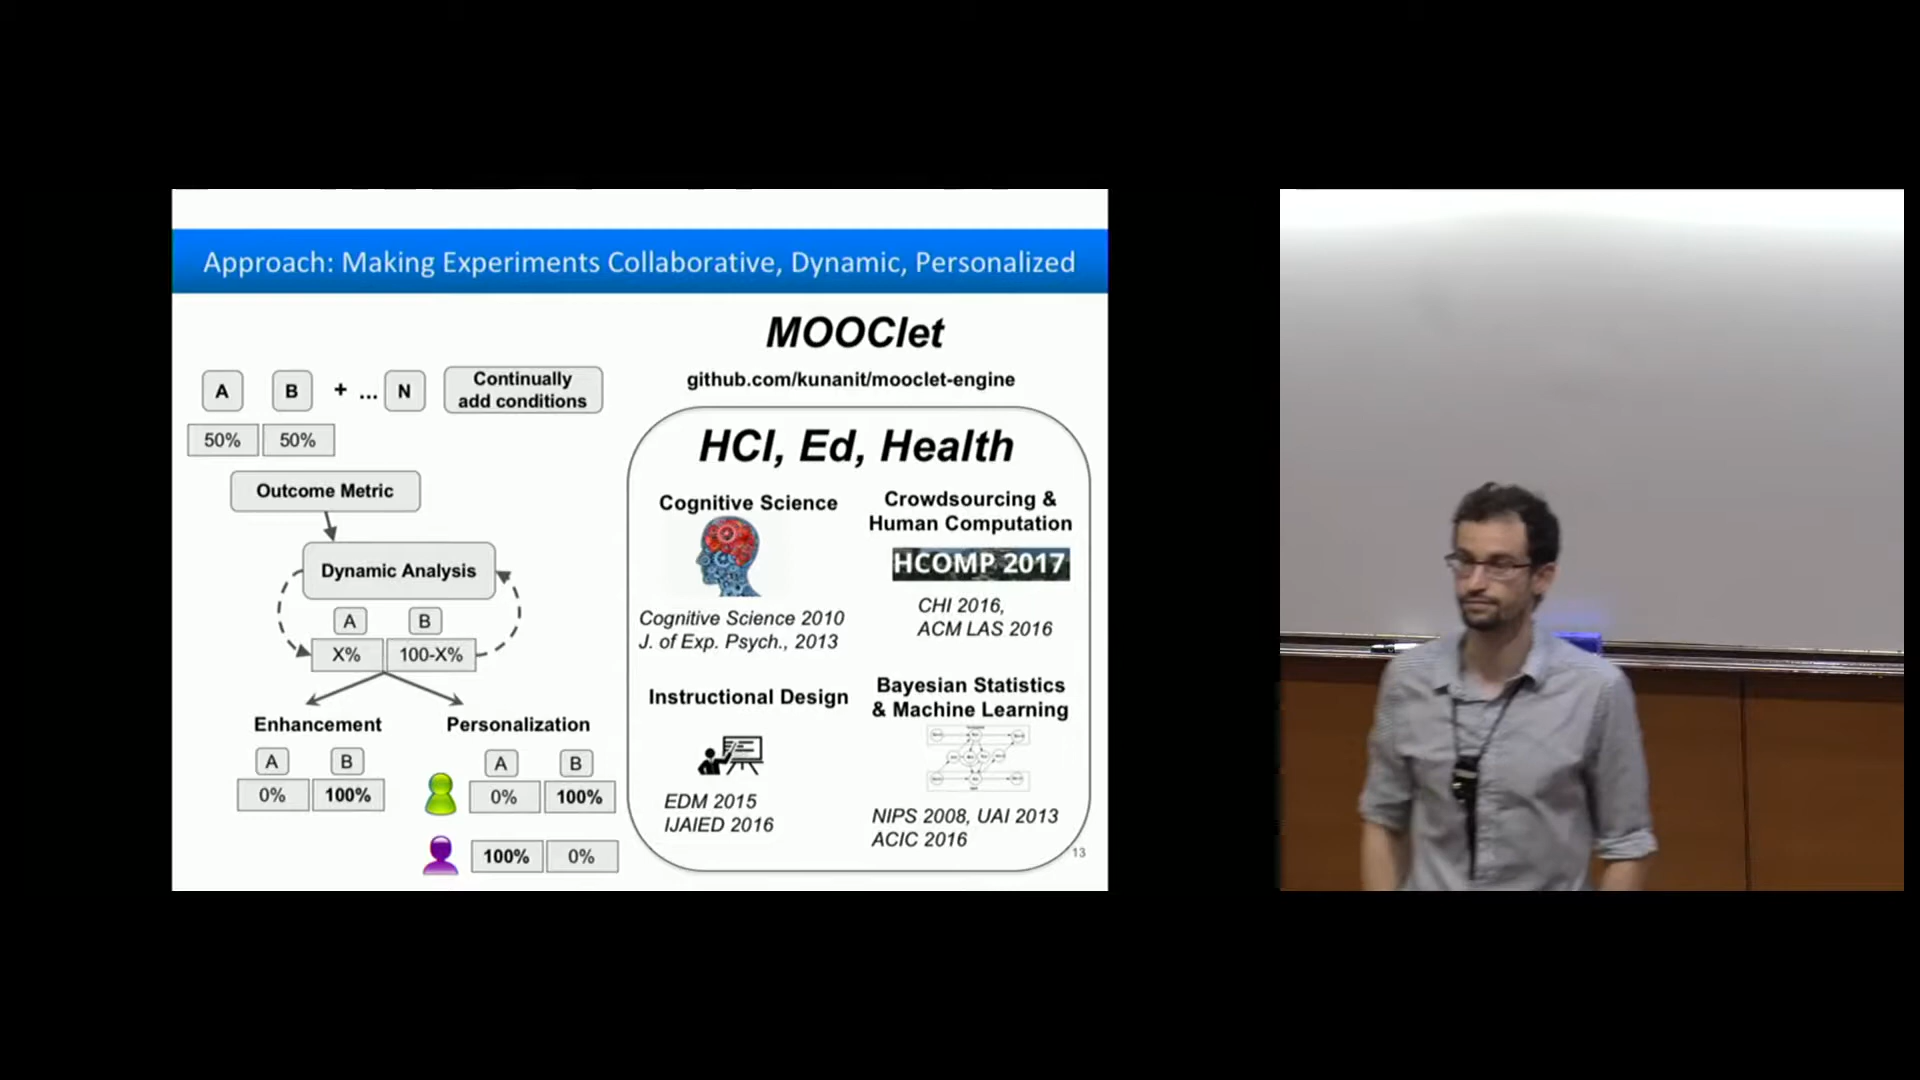 Approach: Making Experiments Collaborative, Dynamic, Personalized
MOOClet
github.com/kunanit/mooclet-engine
A B + ... N
Continually
add conditions
50% 50%
Outcome Metric
Dynamic Analysis
A B
X% 100-X%
Enhancement
A B
0% 100%
Personalization
A B
0% 100%
100% 0%
HCI, Ed, Health
Cognitive Science
Cognitive Science 2010
J. of Exp. Psych., 2013
Crowdsourcing &
Human Computation
HCOMP 2017
CHI 2016,
ACM LAS 2016
Instructional Design
EDM 2015
IJAIED 2016
Bayesian Statistics
& Machine Learning
NIPS 2008, UAI 2013
ACIC 2016
13